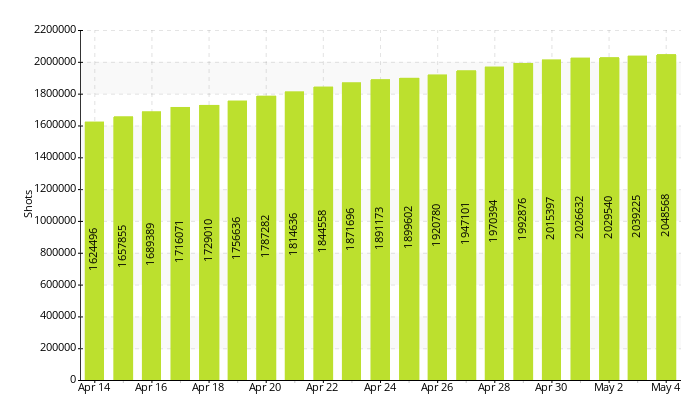 2200000
2000000
1800000
1600000
1400000
1200000
1000000
800000
600000
400000
200000
0
Shots
1624496
1657855
1689389
1716071
1729010
1756636
1787282
1814636
1844558
1871696
1891173
1899602
1920780
1947101
1970394
1992876
2015397
2026632
2029540
2039225
2048568
Apr 14
Apr 16
Apr 18
Apr 20
Apr 22
Apr 24
Apr 26
Apr 28
Apr 30
May 2
May 4